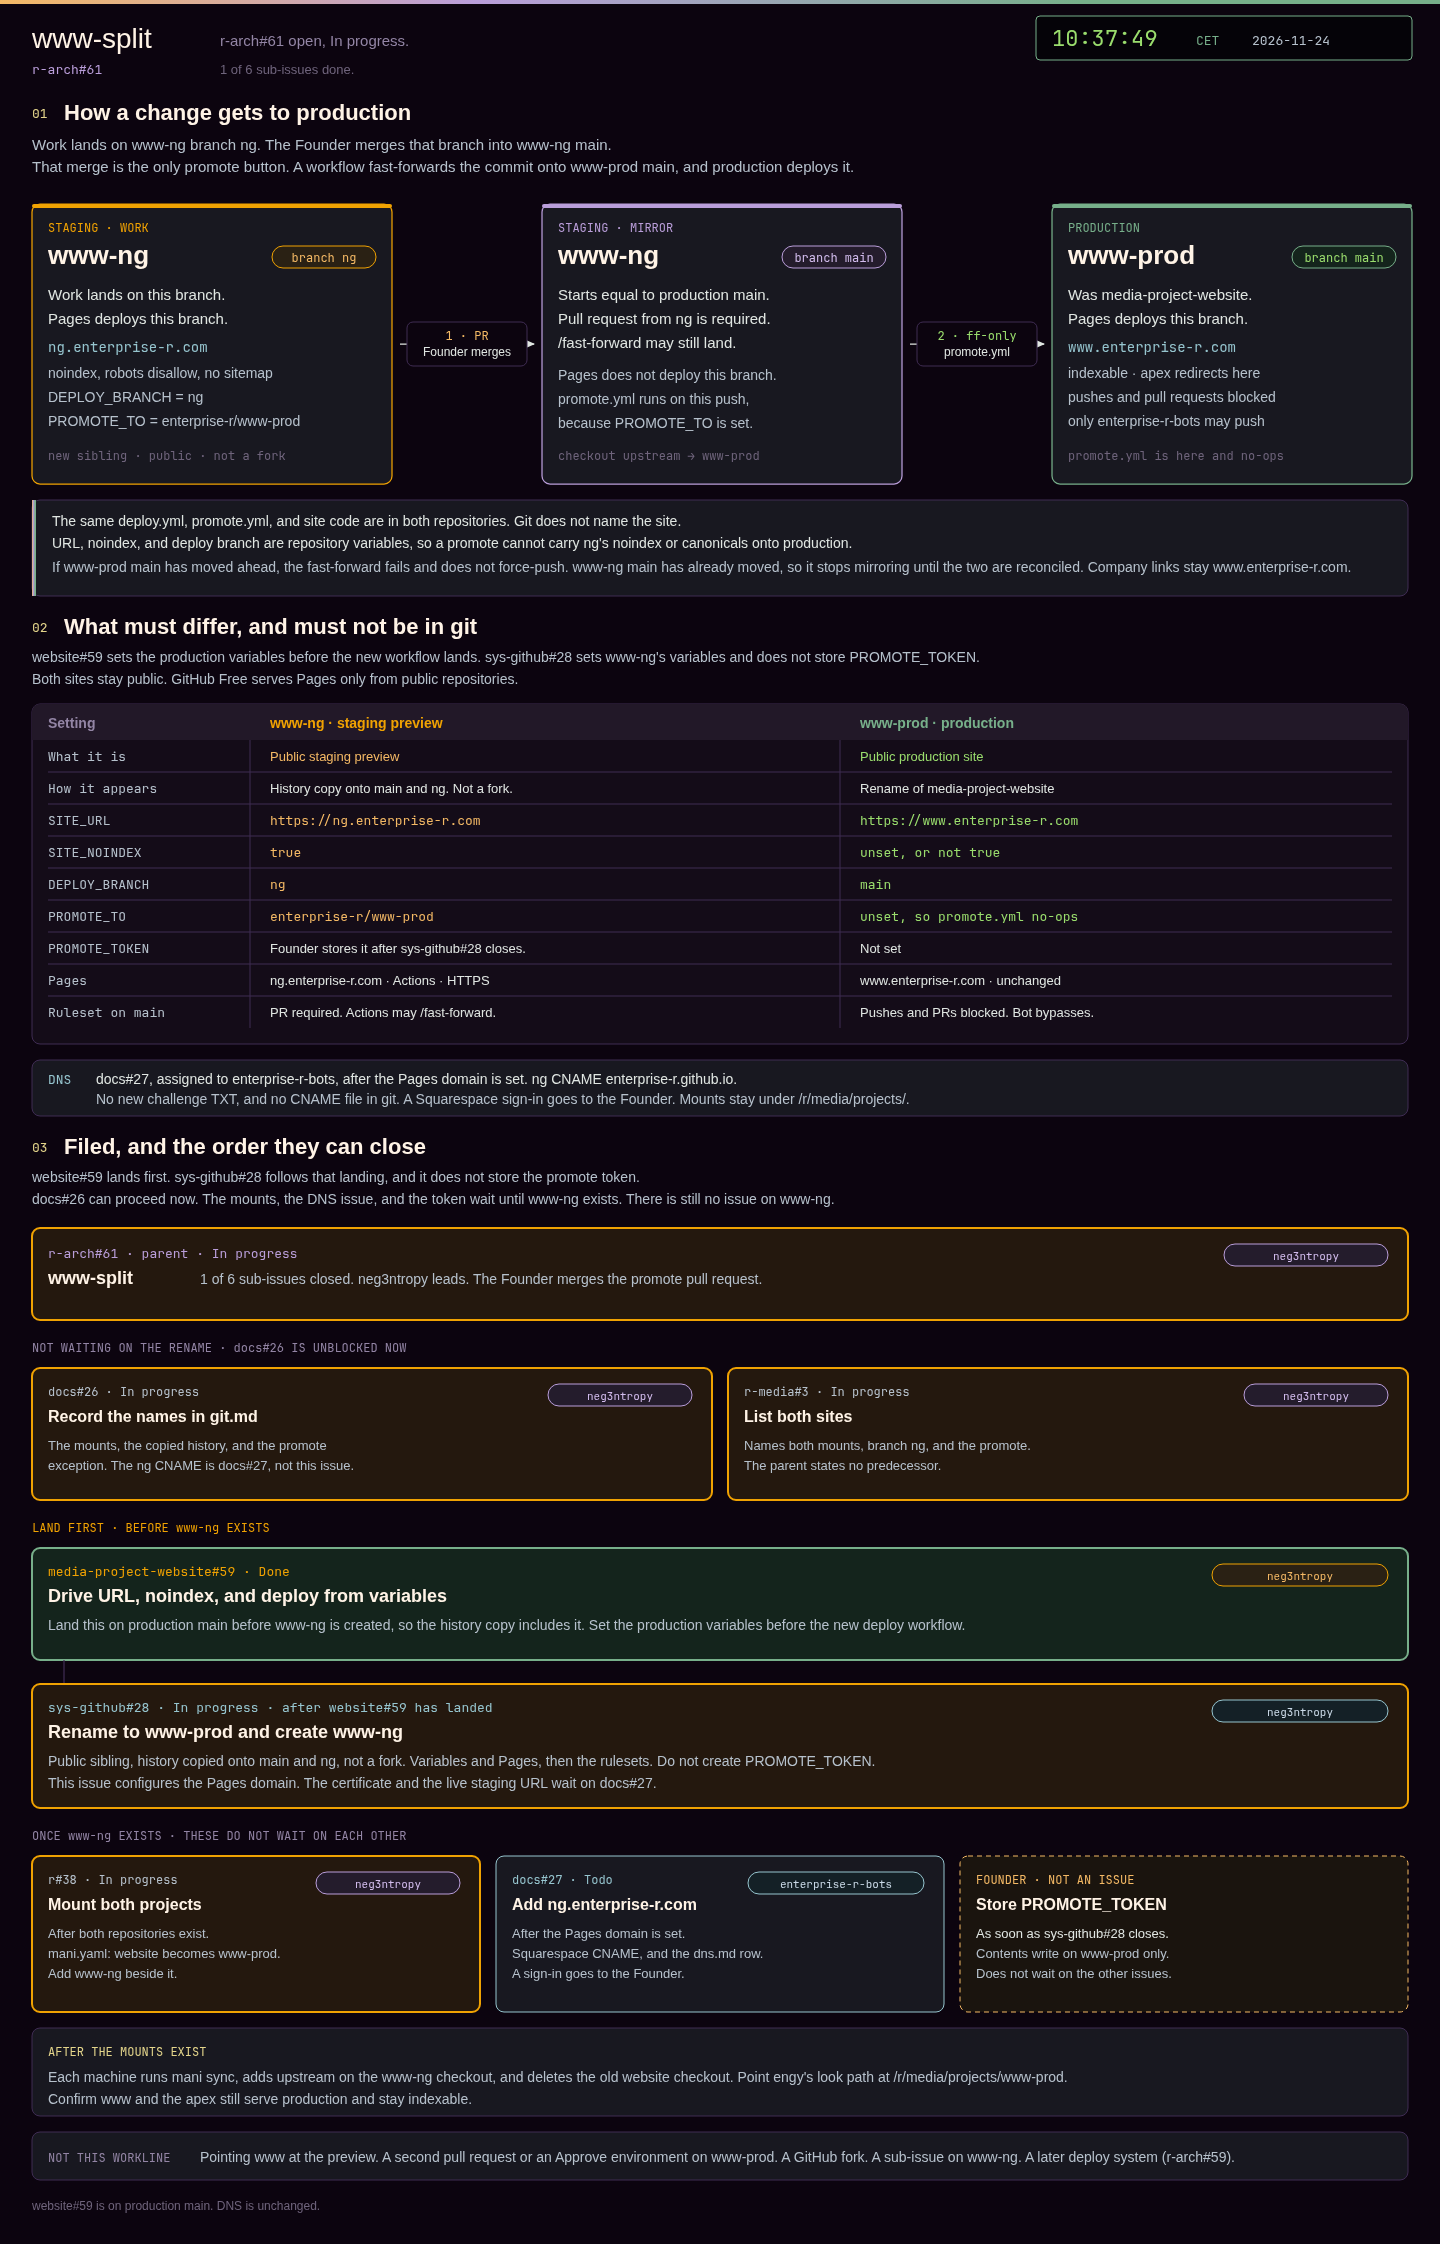 www-split
r-arch#61 open, In progress.
10:37:49 CET 2026-11-24
r-arch#61
1 of 6 sub-issues done.
01 How a change gets to production
Work lands on www-ng branch ng. The Founder merges that branch into www-ng main.
That merge is the only promote button. A workflow fast-forwards the commit onto www-prod main, and production deploys it.
STAGING · WORK
www-ng
branch ng
Work lands on this branch.
Pages deploys this branch.
ng.enterprise-r.com
noindex, robots disallow, no sitemap
DEPLOY_BRANCH = ng
PROMOTE_TO = enterprise-r/www-prod
new sibling · public · not a fork
1 · PR
Founder merges
STAGING · MIRROR
www-ng
branch main
Starts equal to production main.
Pull request from ng is required.
/fast-forward may still land.
Pages does not deploy this branch.
promote.yml runs on this push,
because PROMOTE_TO is set.
checkout upstream → www-prod
2 · ff-only
promote.yml
PRODUCTION
www-prod
branch main
Was media-project-website.
Pages deploys this branch.
www.enterprise-r.com
indexable · apex redirects here
pushes and pull requests blocked
only enterprise-r-bots may push
promote.yml is here and no-ops
The same deploy.yml, promote.yml, and site code are in both repositories. Git does not name the site.
URL, noindex, and deploy branch are repository variables, so a promote cannot carry ng's noindex or canonicals onto production.
If www-prod main has moved ahead, the fast-forward fails and does not force-push. www-ng main has already moved, so it stops mirroring until the two are reconciled. Company links stay www.enterprise-r.com.
02 What must differ, and must not be in git
website#59 sets the production variables before the new workflow lands. sys-github#28 sets www-ng's variables and does not store PROMOTE_TOKEN.
Both sites stay public. GitHub Free serves Pages only from public repositories.
Setting www-ng · staging preview www-prod · production
What it is Public staging preview Public production site
How it appears History copy onto main and ng. Not a fork. Rename of media-project-website
SITE_URL https://ng.enterprise-r.com https://www.enterprise-r.com
SITE_NOINDEX true unset, or not true
DEPLOY_BRANCH ng main
PROMOTE_TO enterprise-r/www-prod unset, so promote.yml no-ops
PROMOTE_TOKEN Founder stores it after sys-github#28 closes. Not set
Pages ng.enterprise-r.com · Actions · HTTPS www.enterprise-r.com · unchanged
Ruleset on main PR required. Actions may /fast-forward. Pushes and PRs blocked. Bot bypasses.
DNS docs#27, assigned to enterprise-r-bots, after the Pages domain is set. ng CNAME enterprise-r.github.io.
No new challenge TXT, and no CNAME file in git. A Squarespace sign-in goes to the Founder. Mounts stay under /r/media/projects/.
03 Filed, and the order they can close
website#59 lands first. sys-github#28 follows that landing, and it does not store the promote token.
docs#26 can proceed now. The mounts, the DNS issue, and the token wait until www-ng exists. There is still no issue on www-ng.
r-arch#61 · parent · In progress
neg3ntropy
www-split 1 of 6 sub-issues closed. neg3ntropy leads. The Founder merges the promote pull request.
NOT WAITING ON THE RENAME · docs#26 IS UNBLOCKED NOW
docs#26 · In progress
neg3ntropy
Record the names in git.md
The mounts, the copied history, and the promote
exception. The ng CNAME is docs#27, not this issue.
r-media#3 · In progress
neg3ntropy
List both sites
Names both mounts, branch ng, and the promote.
The parent states no predecessor.
LAND FIRST · BEFORE www-ng EXISTS
media-project-website#59 · Done
neg3ntropy
Drive URL, noindex, and deploy from variables
Land this on production main before www-ng is created, so the history copy includes it. Set the production variables before the new deploy workflow.
sys-github#28 · In progress · after website#59 has landed
neg3ntropy
Rename to www-prod and create www-ng
Public sibling, history copied onto main and ng, not a fork. Variables and Pages, then the rulesets. Do not create PROMOTE_TOKEN.
This issue configures the Pages domain. The certificate and the live staging URL wait on docs#27.
ONCE www-ng EXISTS · THESE DO NOT WAIT ON EACH OTHER
r#38 · In progress
neg3ntropy
Mount both projects
After both repositories exist.
mani.yaml: website becomes www-prod.
Add www-ng beside it.
docs#27 · Todo
enterprise-r-bots
Add ng.enterprise-r.com
After the Pages domain is set.
Squarespace CNAME, and the dns.md row.
A sign-in goes to the Founder.
FOUNDER · NOT AN ISSUE
Store PROMOTE_TOKEN
As soon as sys-github#28 closes.
Contents write on www-prod only.
Does not wait on the other issues.
AFTER THE MOUNTS EXIST
Each machine runs mani sync, adds upstream on the www-ng checkout, and deletes the old website checkout. Point engy's look path at /r/media/projects/www-prod.
Confirm www and the apex still serve production and stay indexable.
NOT THIS WORKLINE Pointing www at the preview. A second pull request or an Approve environment on www-prod. A GitHub fork. A sub-issue on www-ng. A later deploy system (r-arch#59).
website#59 is on production main. DNS is unchanged.